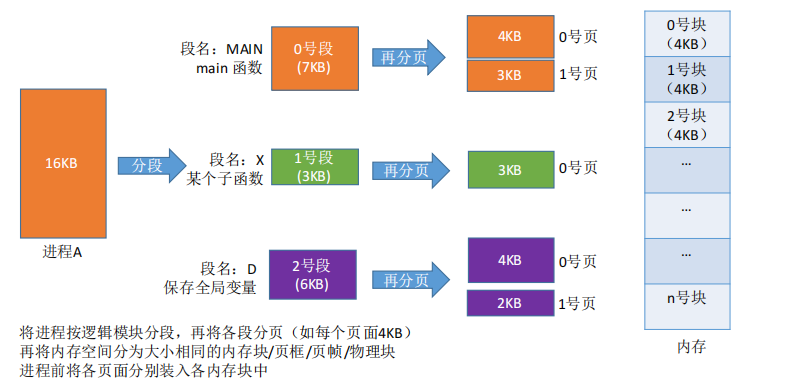 16KB
进程A
分段
段名：MAIN
main 函数
0号段
(7KB)
再分页
4KB
0号页
3KB
1号页
段名：X
某个子函数
1号段
(3KB)
再分页
3KB
0号页
段名：D
保存全局变量
2号段
(6KB)
再分页
4KB
0号页
2KB
1号页
0号块
（4KB）
1号块
（4KB）
2号块
（4KB）
...
...
...
n号块
内存
将进程按逻辑模块分段，再将各段分页（如每个页面4KB）
再将内存空间分为大小相同的内存块/页框/页帧/物理块
进程前将各页面分别装入各内存块中